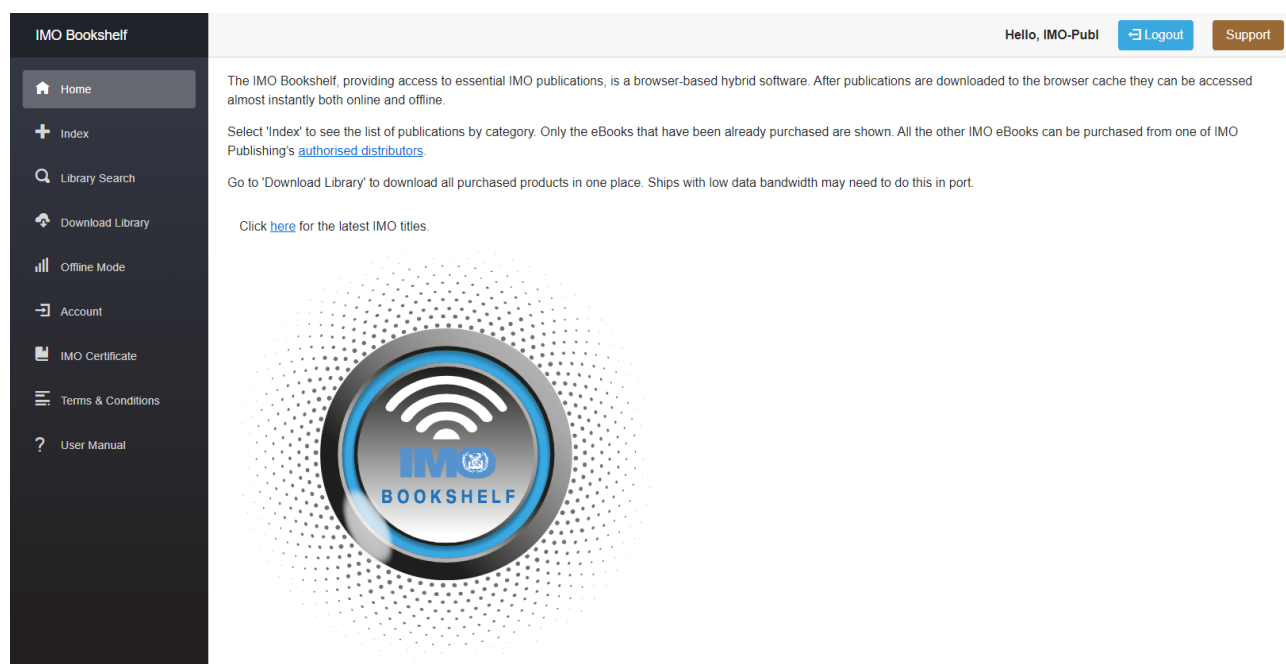 IMO Bookshelf
Hello, IMO-Publ
Logout
Support
Home
Index
Library Search
Download Library
Offline Mode
Account
IMO Certificate
Terms & Conditions
? User Manual
The IMO Bookshelf, providing access to essential IMO publications, is a browser-based hybrid software. After publications are downloaded to the browser cache they can be accessed
almost instantly both online and offline.
Select 'Index' to see the list of publications by category. Only the eBooks that have been already purchased are shown. All the other IMO eBooks can be purchased from one of IMO
Publishing's authorised distributors.
Go to 'Download Library' to download all purchased products in one place. Ships with low data bandwidth may need to do this in port.
Click here for the latest IMO titles.
IMO
BOOKSHELF